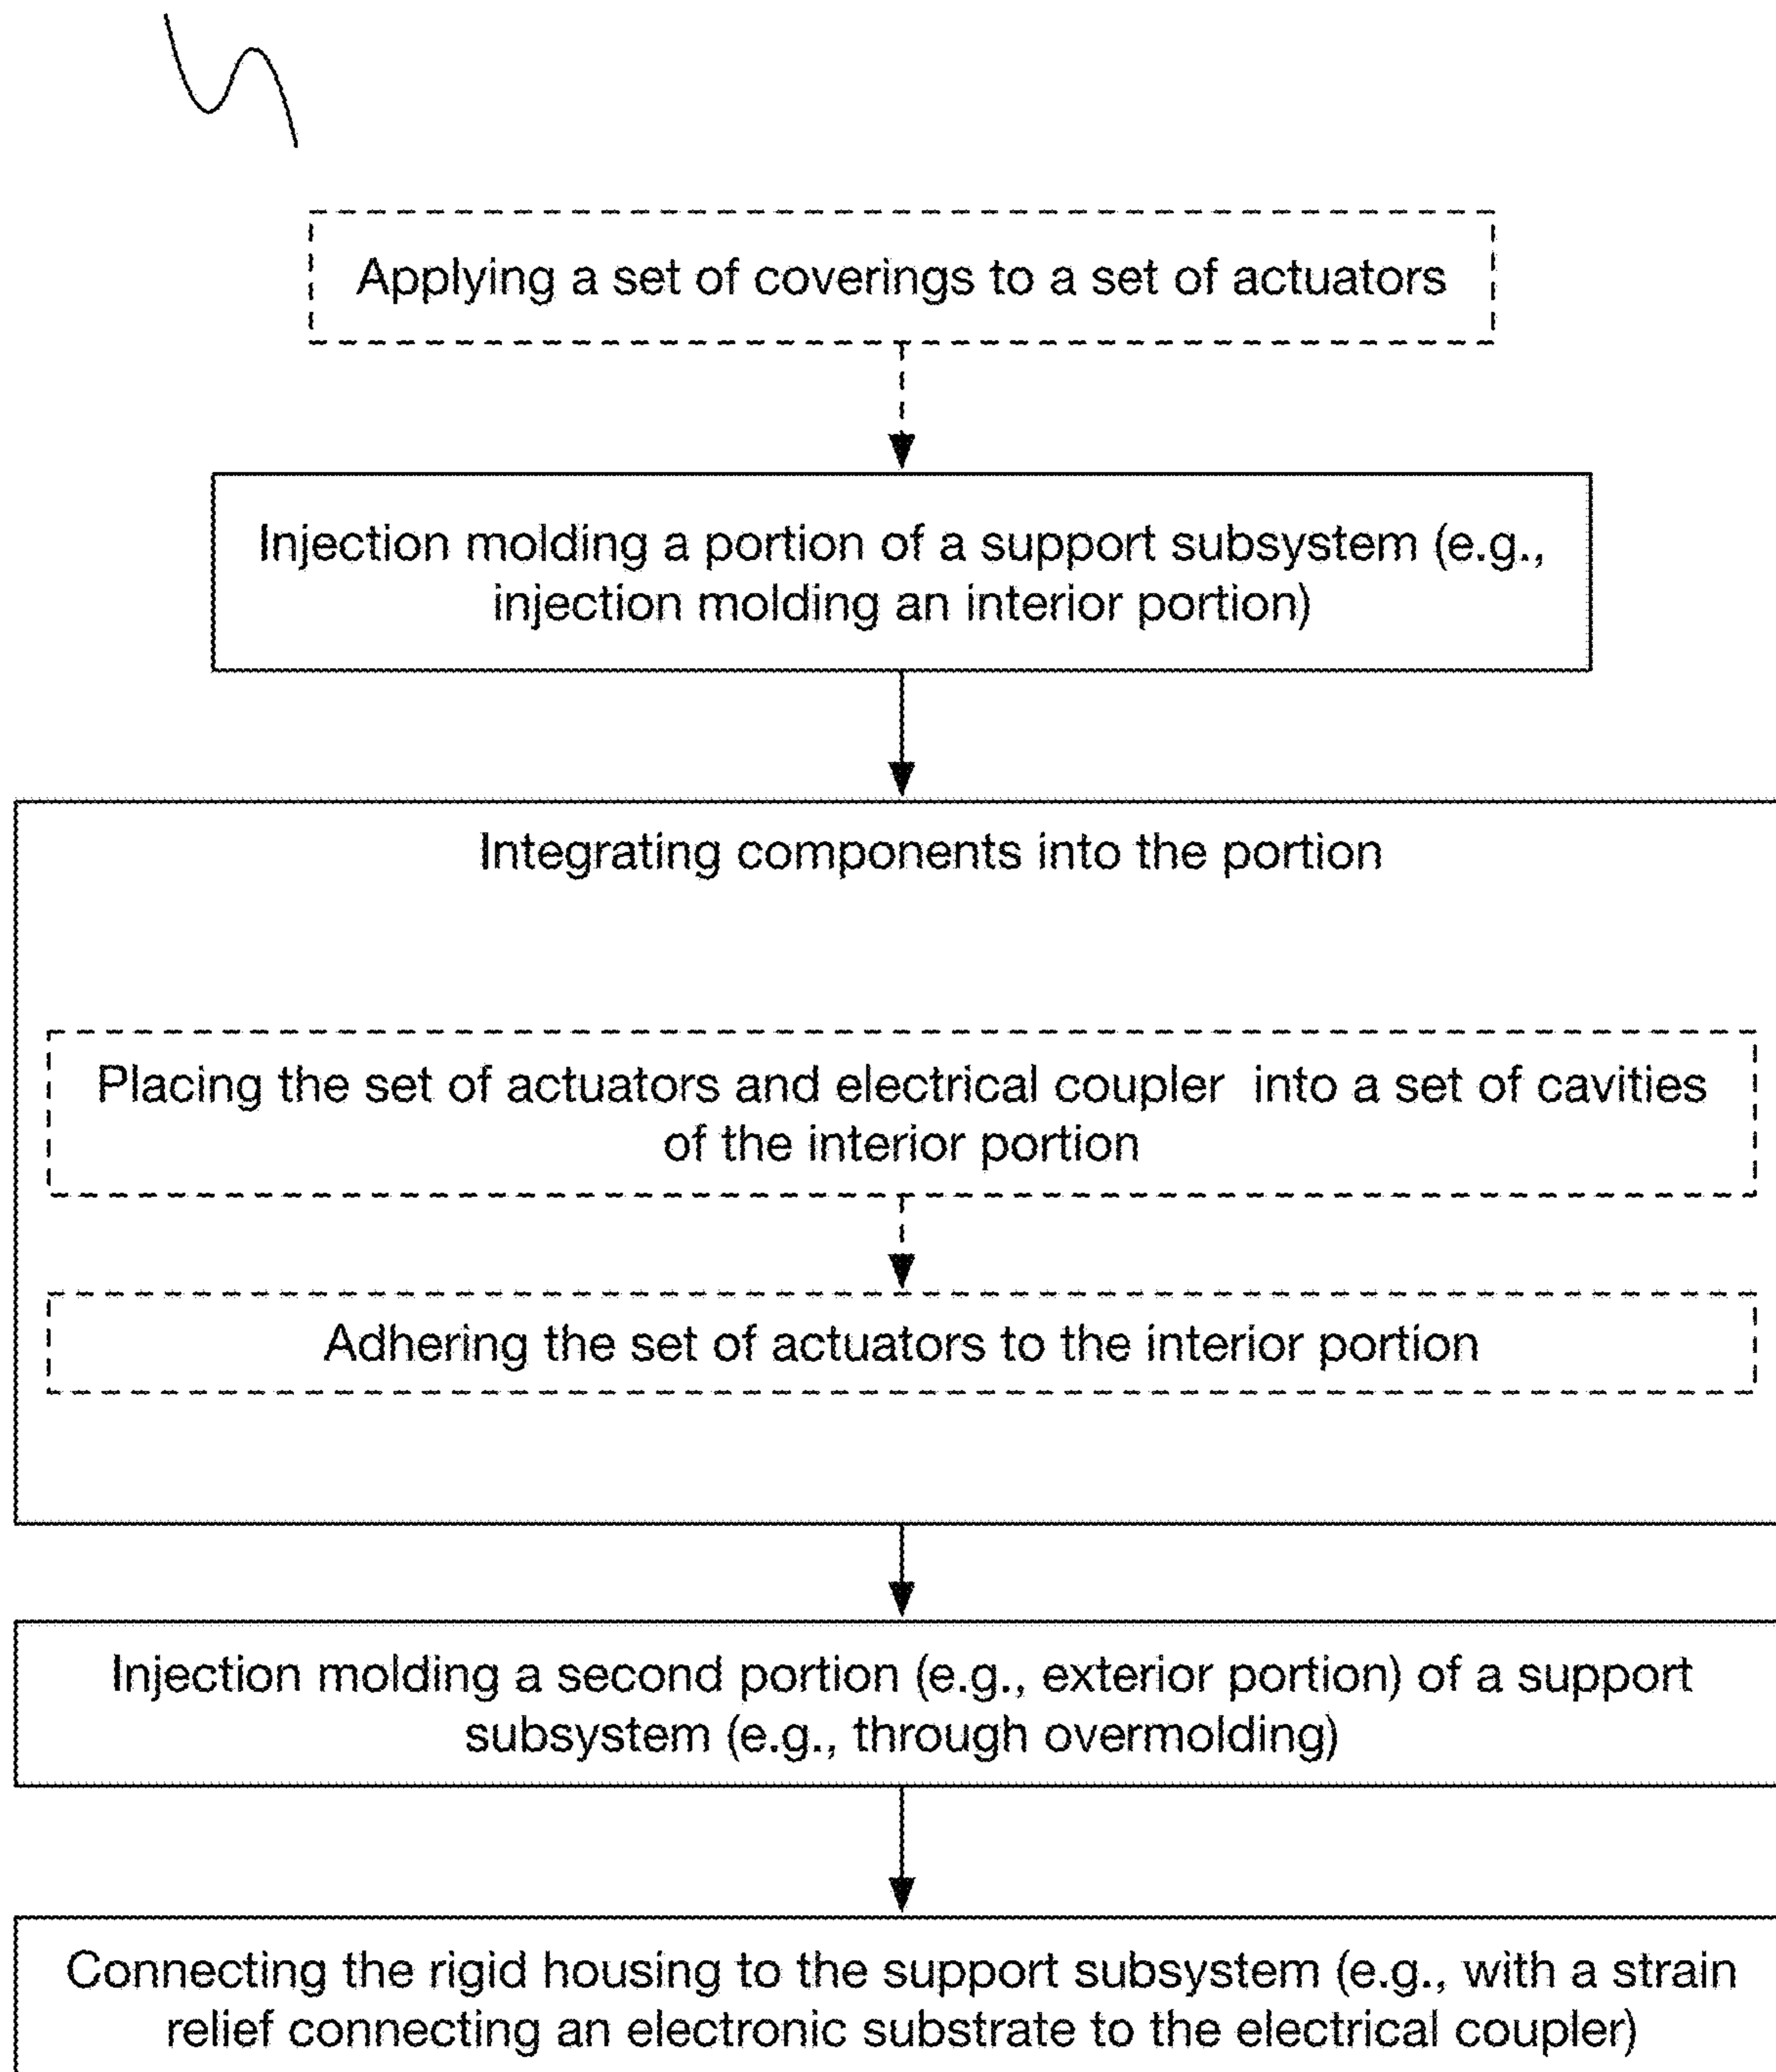 Applying a set of coverings to a set of actuators
Injection molding a portion of a support subsystem (e.g.,
injection molding an interior portion)
Integrating components into the portion
Placing the set of actuators and electrical coupler into a set of cavities
of the interior portion
Adhering the set of actuators to the interior portion
Injection molding a second portion (e.g., exterior portion) of a support
subsystem (e.g., through overmolding)
Connecting the rigid housing to the support subsystem (e.g., with a strain
relief connecting an electronic substrate to the electrical coupler)